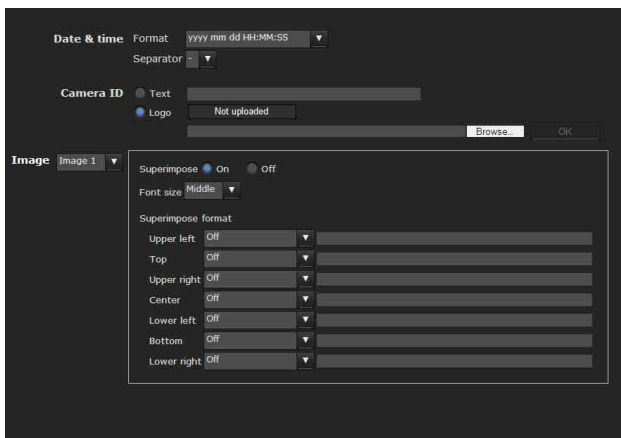 Date & time Format yyyy mm dd HH:MM:SS
Separator -
Camera ID Text
Logo Not uploaded
Browse... OK
Image Image 1
Superimpose On Off
Font size Middle
Superimpose format
Upper left Off
Top Off
Upper right Off
Center Off
Lower left Off
Bottom Off
Lower right Off